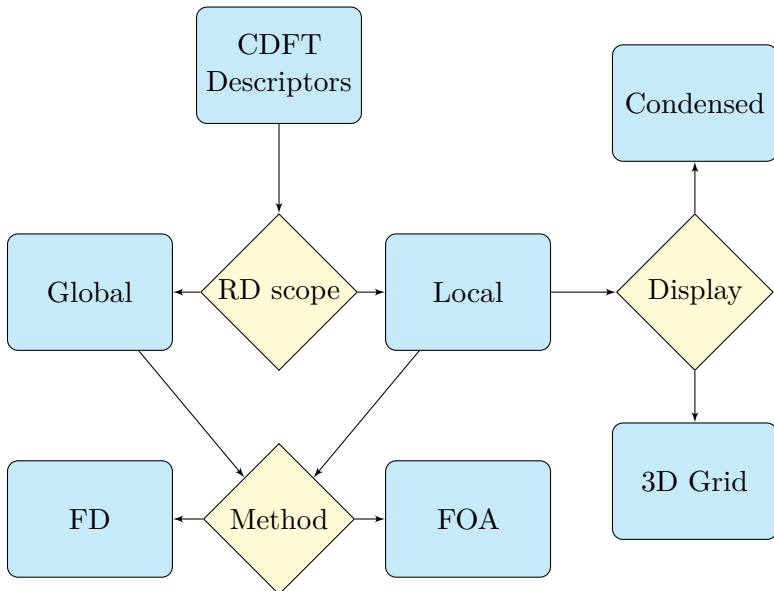 CDFT
Descriptors
Condensed
Global
RD scope
Local
Display
3D Grid
FD
Method
FOA